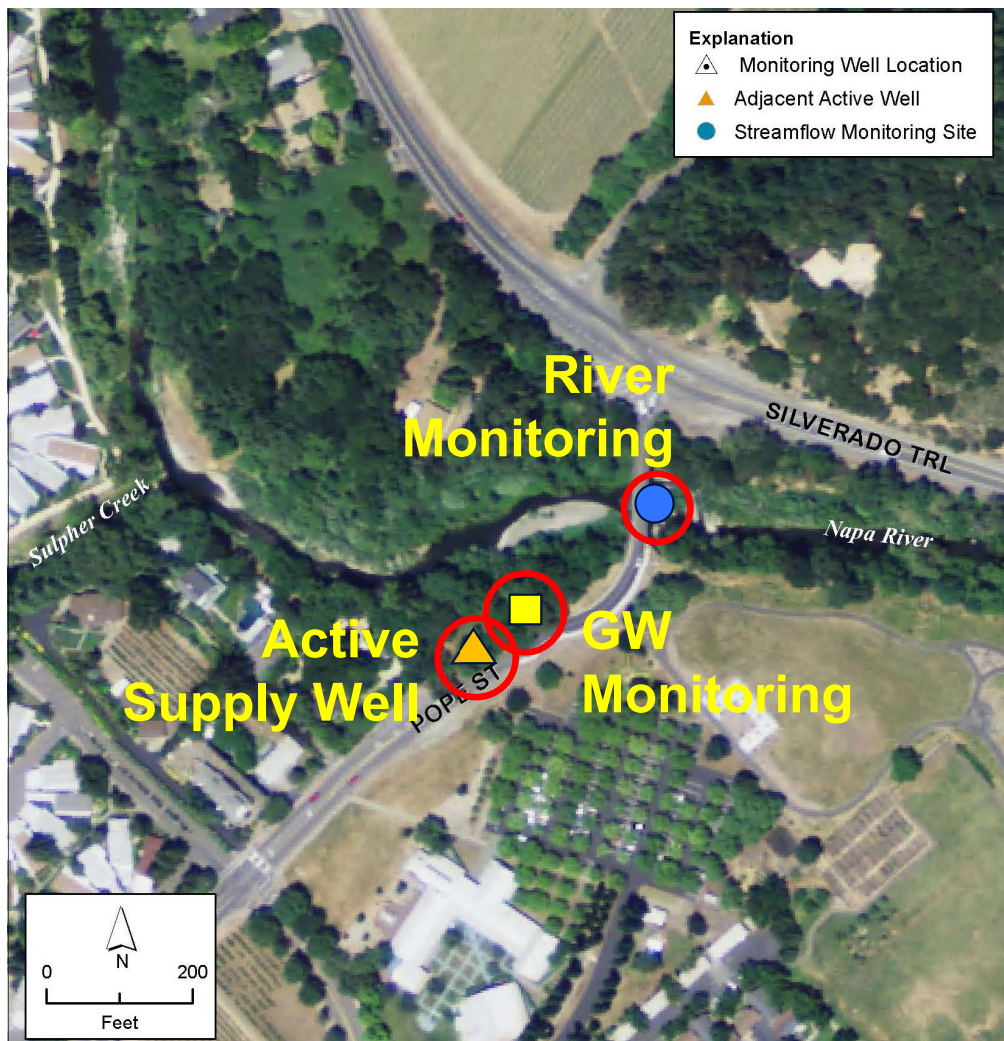 Explanation
Monitoring Well Location
Adjacent Active Well
Streamflow Monitoring Site
River
Monitoring
SILVERADO TRL
Sulpher Creek
Napa River
Active
Supply Well
GW
Monitoring
POPE ST
N
0 200
Feet